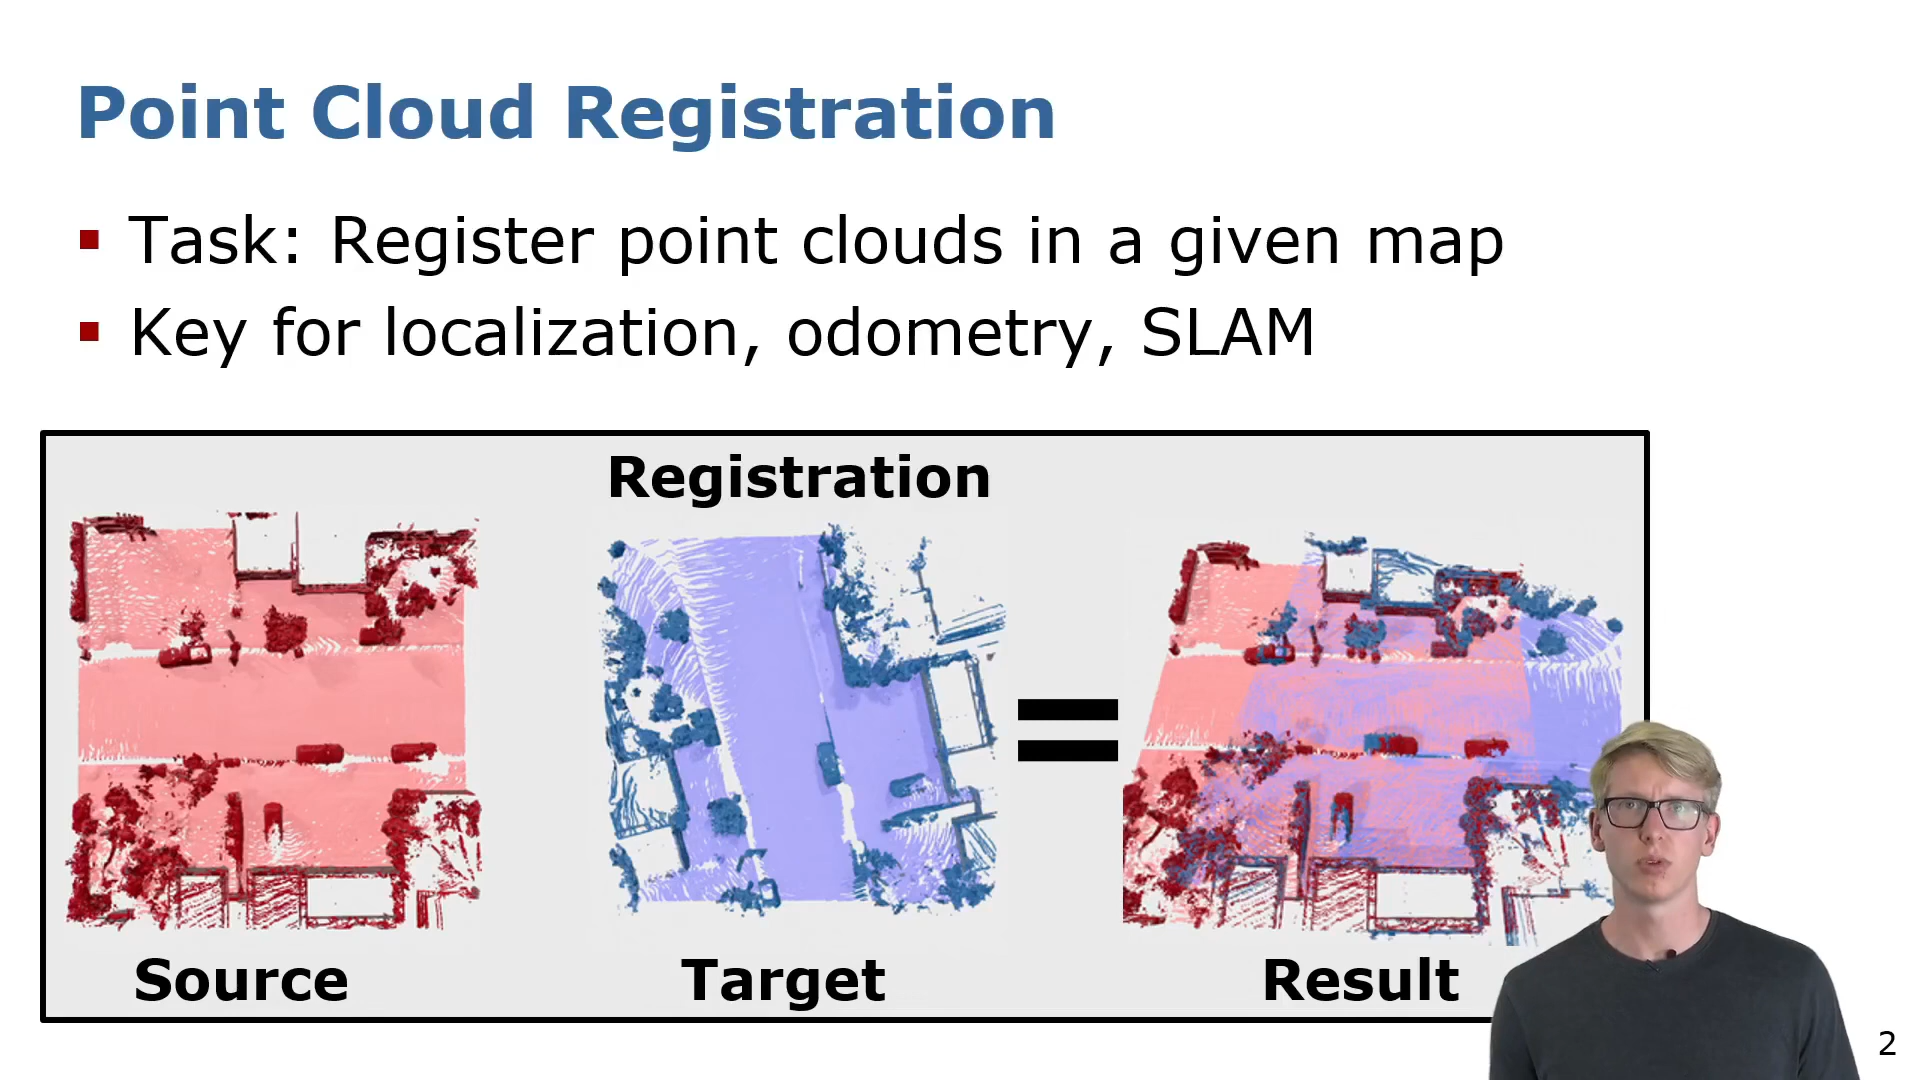 Point Cloud Registration
Task: Register point clouds in a given map
Key for localization, odometry, SLAM
Registration
=
Source
Target
Result
2